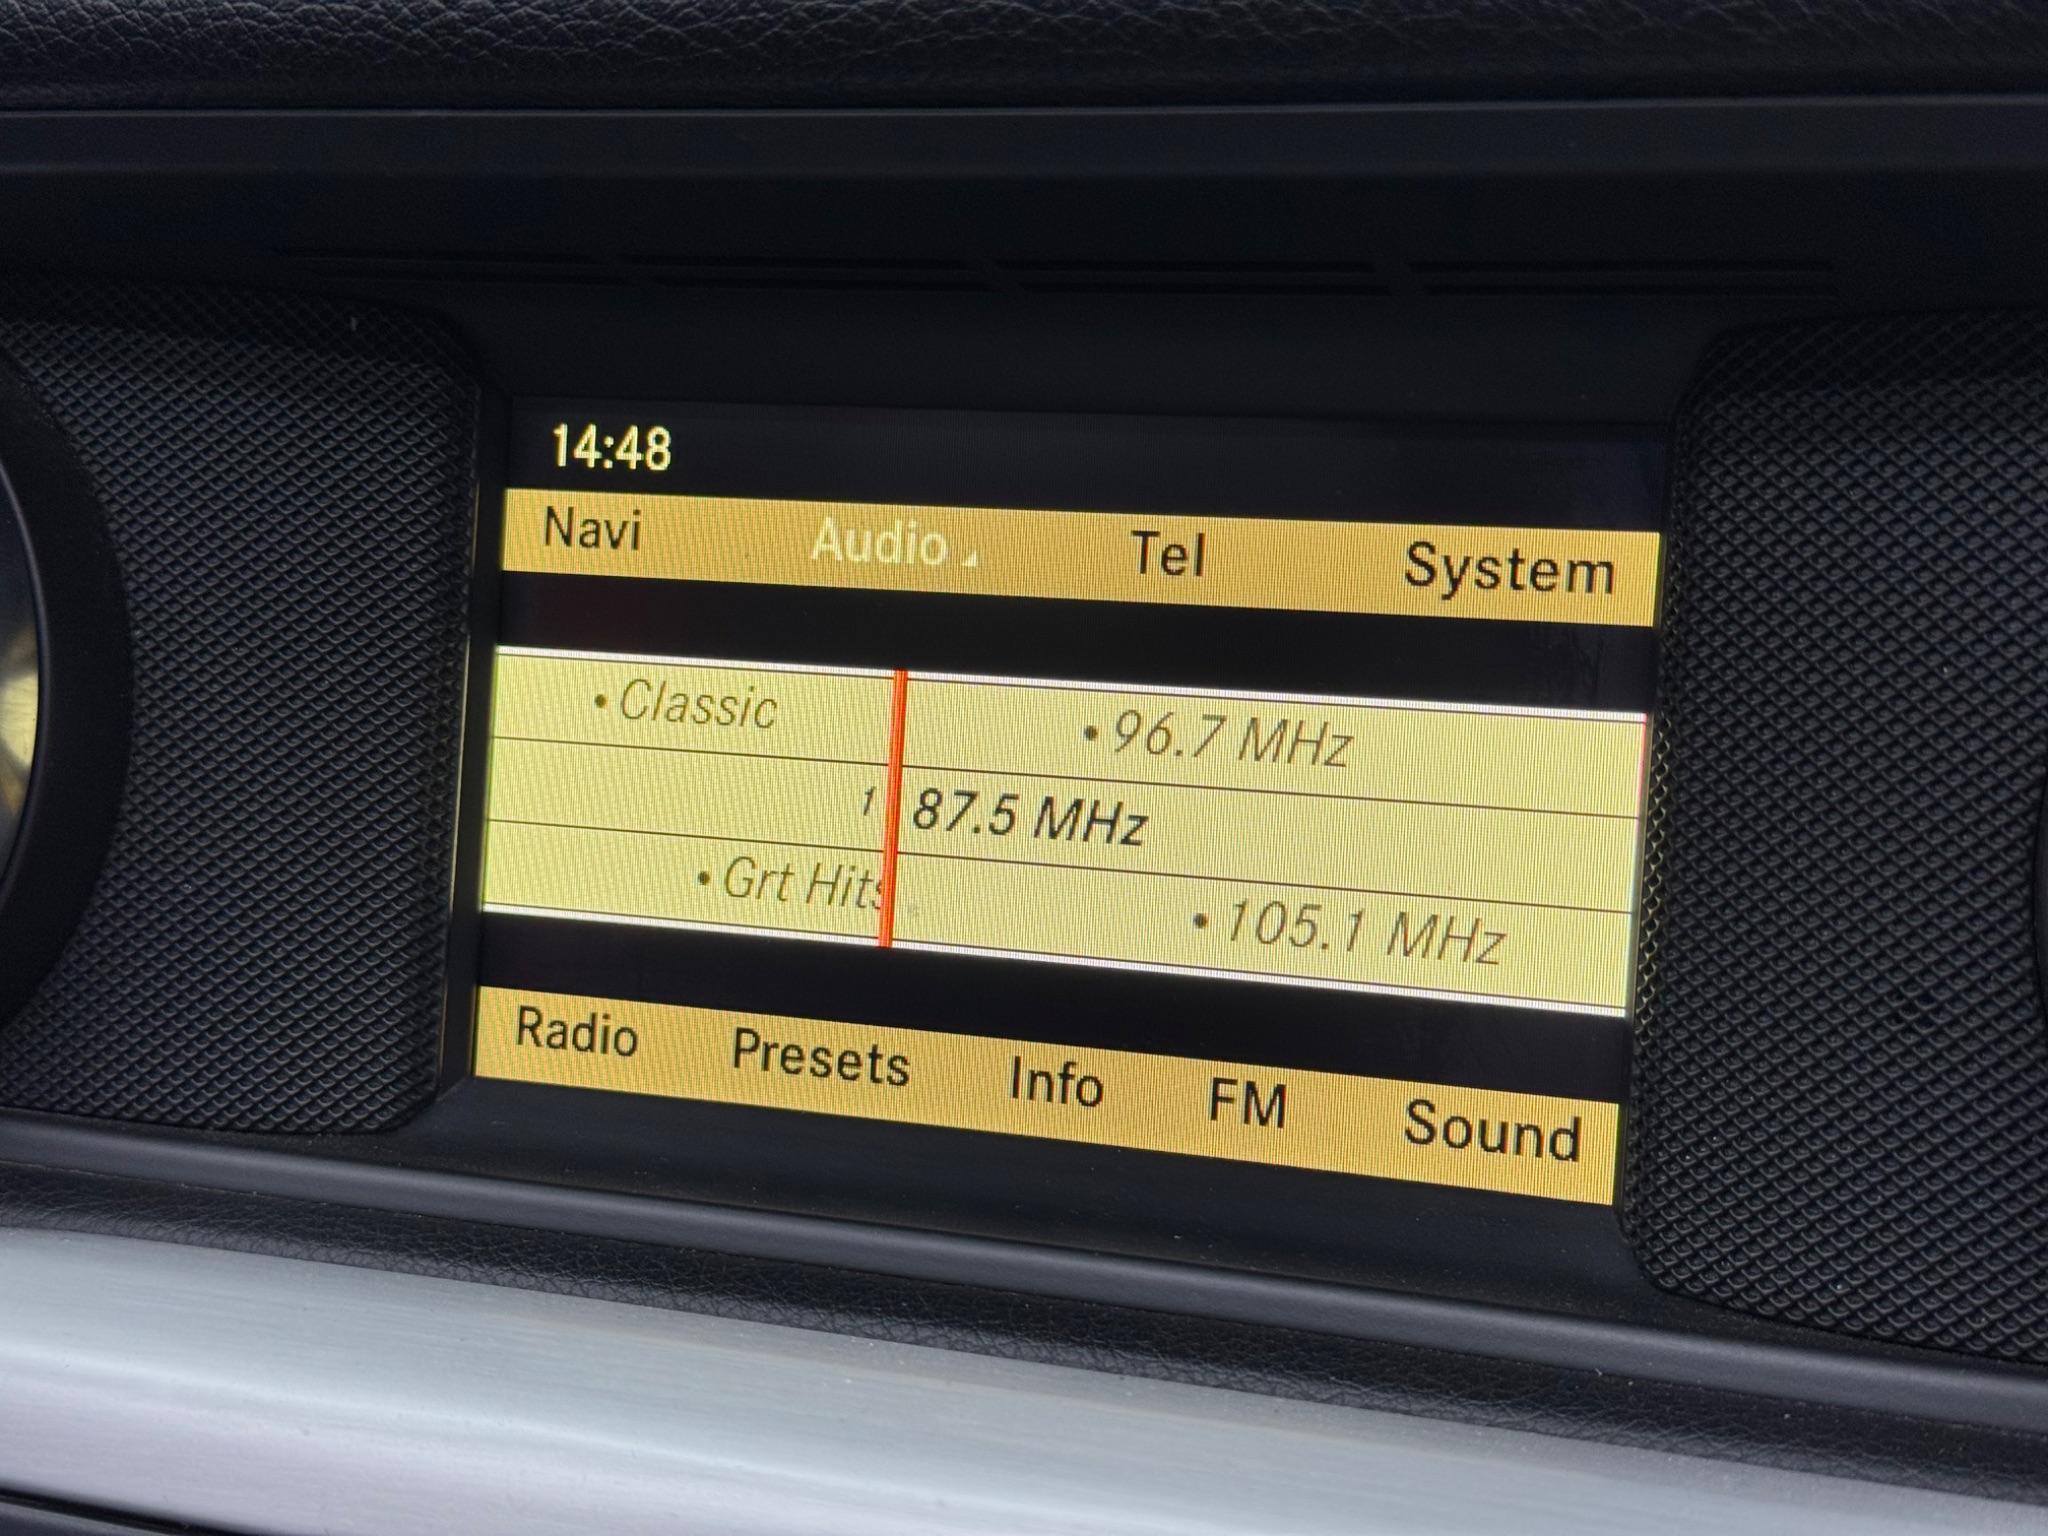 14:48
Navi Audio Tel System
• Classic • 96.7 MHz
1 87.5 MHz
• Grt Hits • 105.1 MHz
Radio Presets Info FM Sound